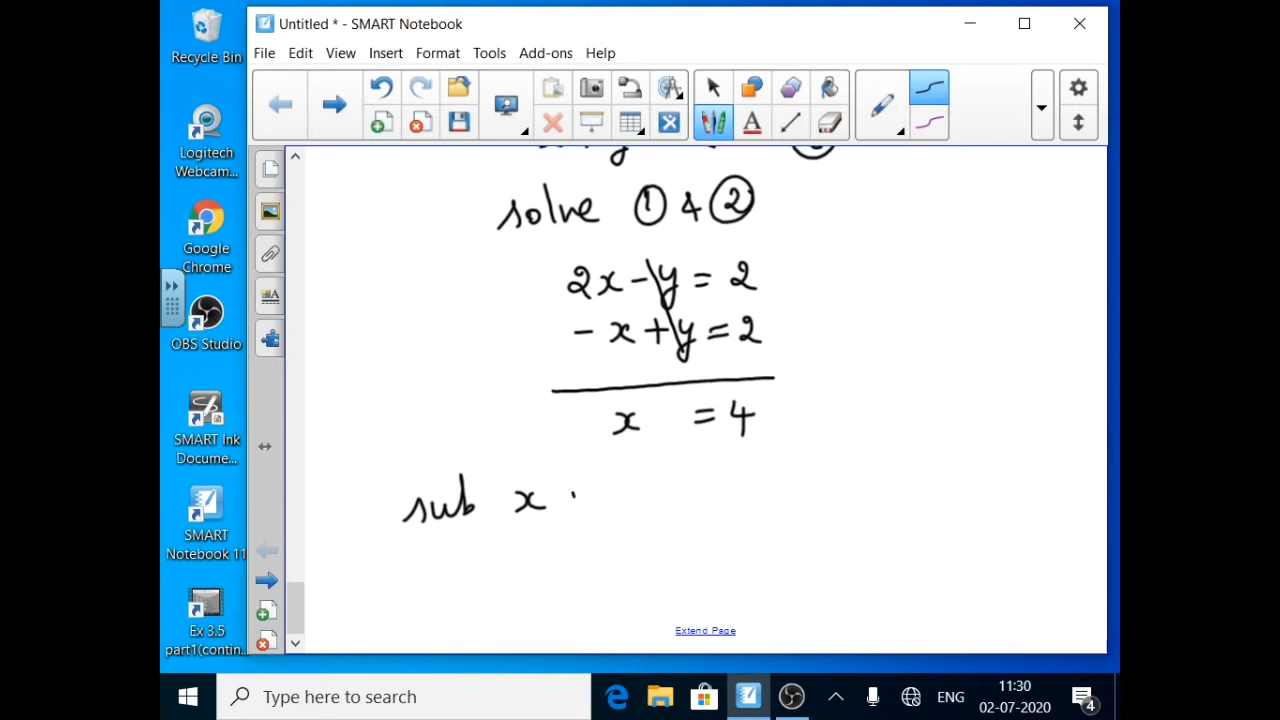 Recycle Bin
Logitech
Webcam...
Google
Chrome
OBS Studio
SMART Ink
Docume...
SMART
Notebook 11
Ex 3.5
part1(contin...
Untitled * - SMART Notebook
File Edit View Insert Format Tools Add-ons Help
solve ① & ②
2x - y = 2
- x + y = 2
x = 4
sub x
Extend Page
Type here to search
ENG
11:30
02-07-2020
4